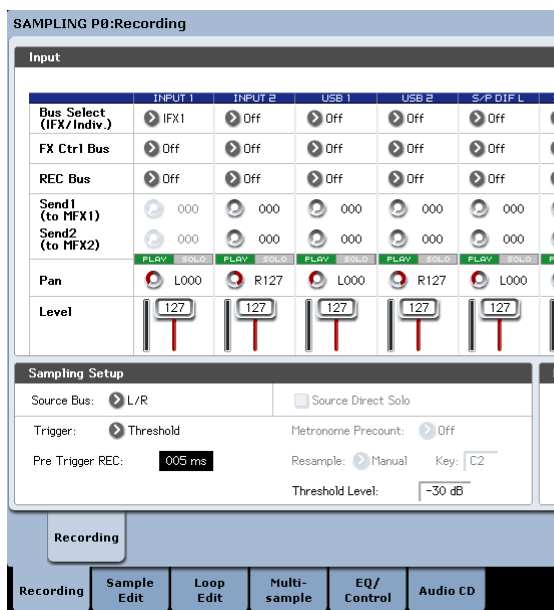 SAMPLING P0:Recording
Input
INPUT 1 INPUT 2 USB 1 USB 2 S/P DIF L
Bus Select (IFX/Indiv.) IFX1 Off Off Off Off
FX Ctrl Bus Off Off Off Off Off
REC Bus Off Off Off Off Off
Send1 (to MFX1) 000 000 000 000 000
Send2 (to MFX2) 000 000 000 000 000
PLAY SOLO PLAY SOLO PLAY SOLO PLAY SOLO PLAY SOLO
Pan L000 R127 L000 R127 L000
Level 127 127 127 127 127
Sampling Setup
Source Bus: L/R Source Direct Solo
Trigger: Threshold Metronome Precount: Off
Pre Trigger REC: 005 ms Resample: Manual Key: C2
Threshold Level: -30 dB
Recording
Recording Sample Edit Loop Edit Multi-sample EQ/Control Audio CD